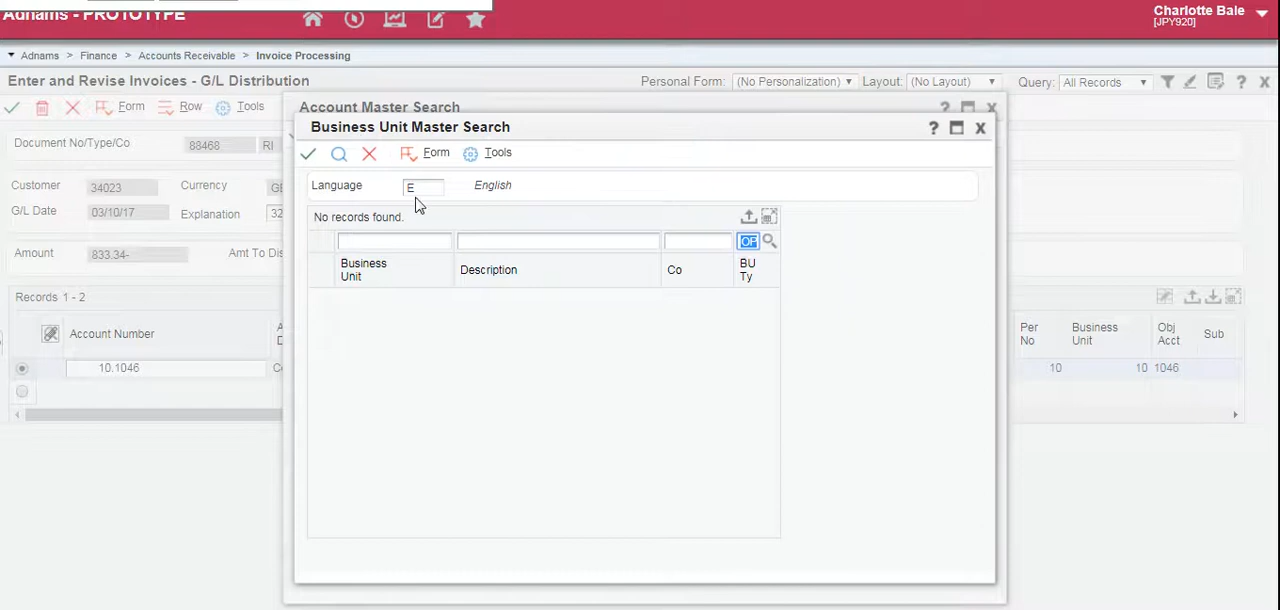 Adnams - PROTOTYPE
Charlotte Bale
[JPY920]
Adnams > Finance > Accounts Receivable > Invoice Processing
Enter and Revise Invoices - G/L Distribution
Personal Form: (No Personalization) Layout: (No Layout) Query: All Records
Form Row Tools
Account Master Search
Business Unit Master Search
Form Tools
Document No/Type/Co 88468 RI
Language E English
Customer 34023 Currency
G/L Date 03/10/17 Explanation
No records found.
Amount 833.34- Amt To
Records 1 - 2
Business
Unit
Description
Co
BU
Ty
Account Number
Per
No
Business
Unit
Obj
Acct
Sub
10.1046
10 10 1046